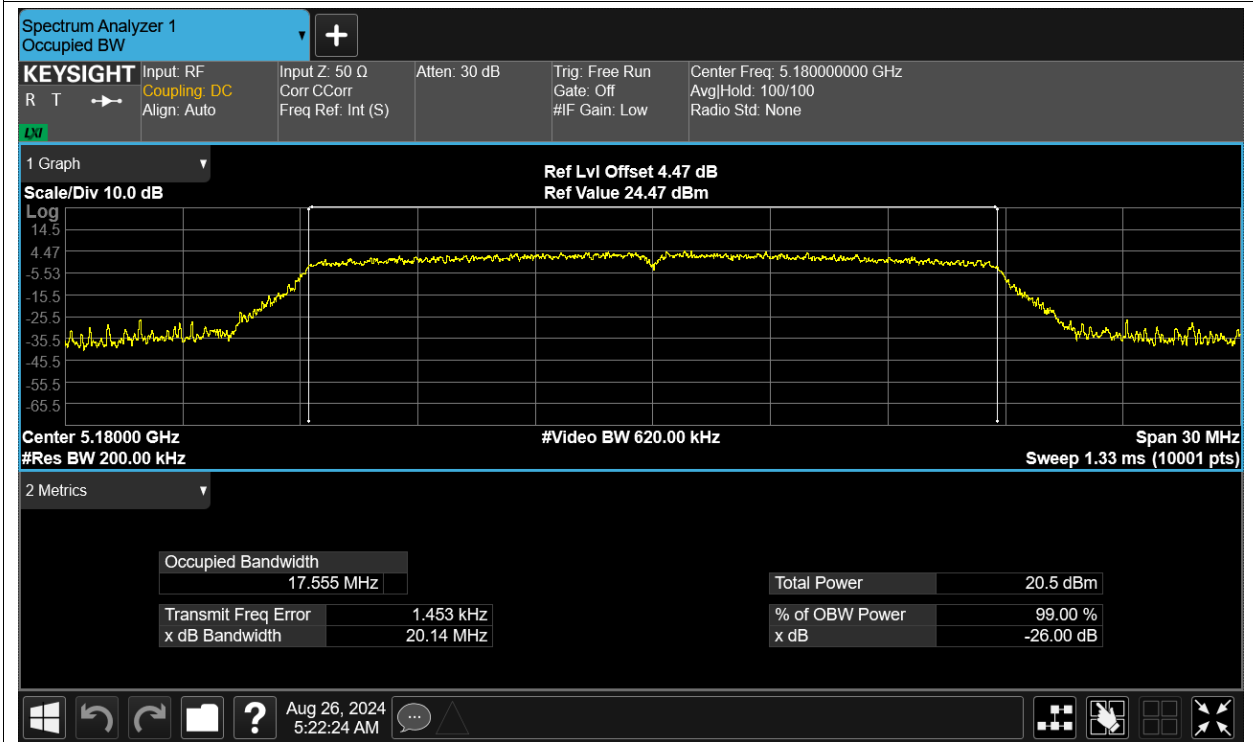 Spectrum Analyzer 1
Occupied BW
KEYSIGHT
R T
LXI
Input: RF
Coupling: DC
Align: Auto
Input Z: 50 Ω
Corr CCorr
Freq Ref: Int (S)
Atten: 30 dB
Trig: Free Run
Gate: Off
#IF Gain: Low
Center Freq: 5.180000000 GHz
Avg|Hold: 100/100
Radio Std: None
1 Graph
Scale/Div 10.0 dB
Ref Lvl Offset 4.47 dB
Ref Value 24.47 dBm
Log
14.5
4.47
-5.53
-15.5
-25.5
-35.5
-45.5
-55.5
-65.5
Center 5.18000 GHz
#Res BW 200.00 kHz
#Video BW 620.00 kHz
Span 30 MHz
Sweep 1.33 ms (10001 pts)
2 Metrics
Occupied Bandwidth
17.555 MHz
Transmit Freq Error 1.453 kHz
x dB Bandwidth 20.14 MHz
Total Power 20.5 dBm
% of OBW Power 99.00 %
x dB -26.00 dB
?
Aug 26, 2024
5:22:24 AM